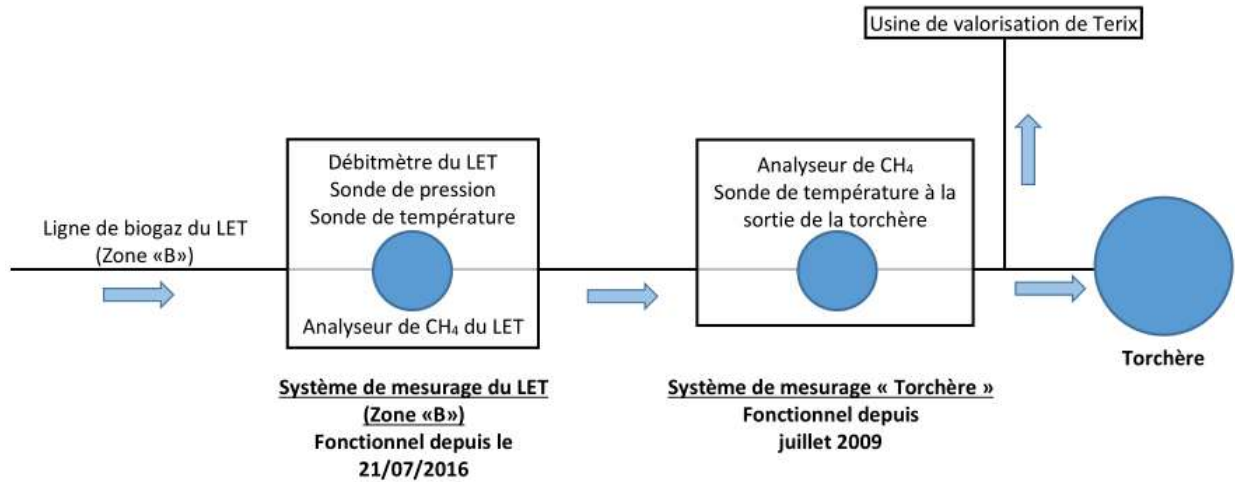 Usine de valorisation de Terix
Débitmètre du LET
Sonde de pression
Sonde de température
Analyseur de CH₄
Sonde de température à la
sortie de la torchère
Ligne de biogaz du LET
(Zone «B»)
Analyseur de CH₄ du LET
Torchère
Système de mesurage du LET
(Zone «B»)
Fonctionnel depuis le
21/07/2016
Système de mesurage « Torchère »
Fonctionnel depuis
juillet 2009